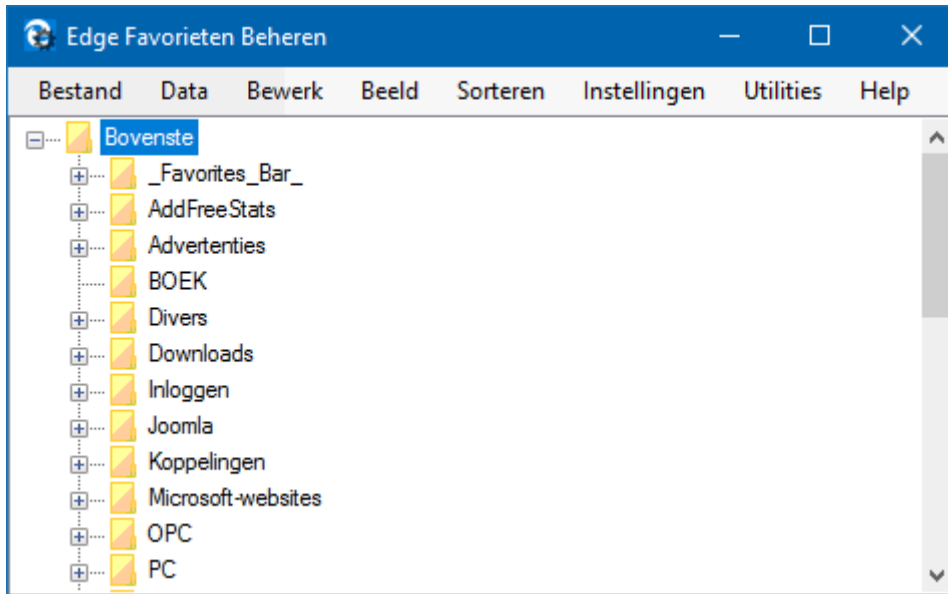 Edge Favorieten Beheren
Bestand Data Bewerk Beeld Sorteren Instellingen Utilities Help
Bovenste
_Favorites_Bar_
AddFreeStats
Advertenties
BOEK
Divers
Downloads
Inloggen
Joomla
Koppelingen
Microsoft-websites
OPC
PC